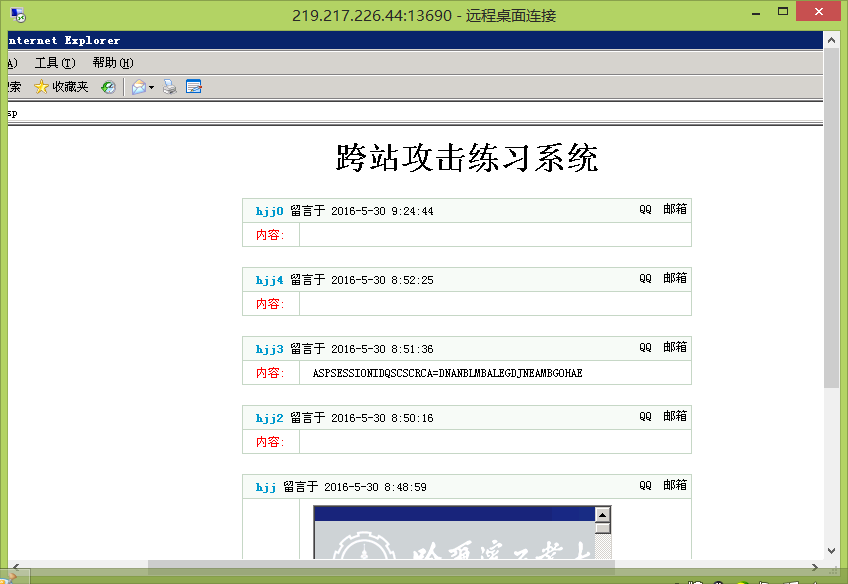 219.217.226.44:13690 - 远程桌面连接
nternet Explorer
A) 工具(T) 帮助(H)
索 收藏夹
sp
跨站攻击练习系统
hjj0 留言于 2016-5-30 9:24:44 QQ 邮箱
内容:
hjj4 留言于 2016-5-30 8:52:25 QQ 邮箱
内容:
hjj3 留言于 2016-5-30 8:51:36 QQ 邮箱
内容: ASPSESSIONIDQSCSCRCA=DNANBLMBALEGDJNEAMBGOHAE
hjj2 留言于 2016-5-30 8:50:16 QQ 邮箱
内容:
hjj 留言于 2016-5-30 8:48:59 QQ 邮箱
哈尔滨工业大